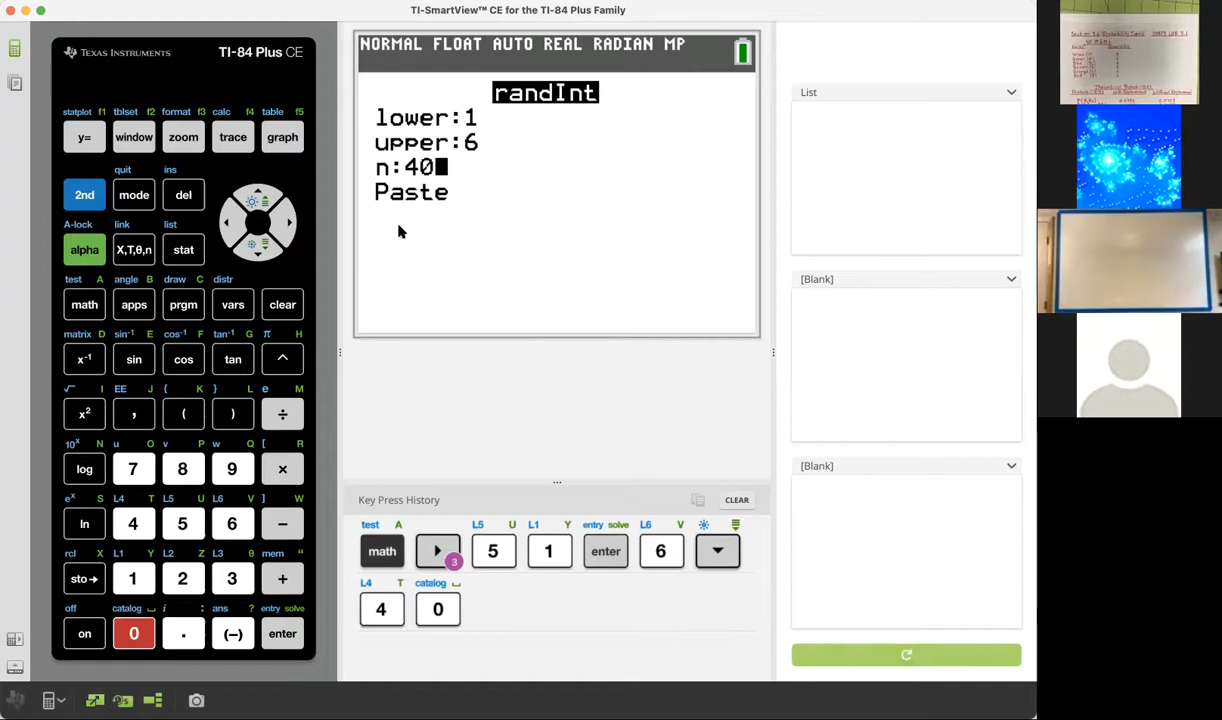 TI-SmartView™ CE for the TI-84 Plus Family
TEXAS INSTRUMENTS TI-84 Plus CE
statplot f1 tblset f2 format f3 calc f4 table f5
y= window zoom trace graph
quit ins
2nd mode del
A-lock link list
alpha X,T,θ,n stat
test A angle B draw C distr
math apps prgm vars clear
matrix D sin⁻¹ E cos⁻¹ F tan⁻¹ G π H
x⁻¹ sin cos tan ^
√ I EE J { K } L e M
x² , ( ) ÷
10ˣ N u O v P w Q [ R
log 7 8 9 ×
eˣ S L4 T L5 U L6 V ] W
ln 4 5 6 −
rcl X L1 Y L2 Z L3 θ mem "
sto→ 1 2 3 +
off catalog ⎵ i : ans ? entry solve
on 0 . (−) enter
NORMAL FLOAT AUTO REAL RADIAN MP
randInt
lower:1
upper:6
n:40
Paste
Key Press History
CLEAR
test A L5 U L1 Y entry solve L6 V
math 3 5 1 enter 6
L4 T catalog ⎵
4 0
List
[Blank]
[Blank]